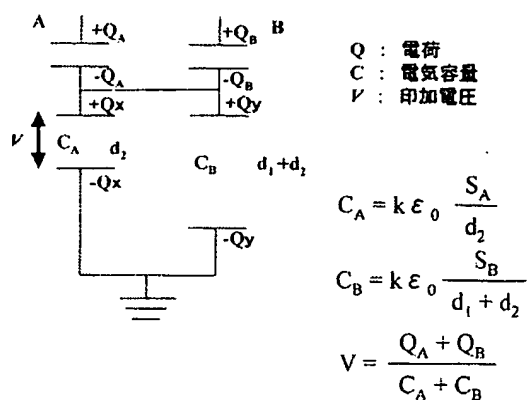 A
B
+Q_A
+Q_B
-Q_A
-Q_B
+Qx
+Qy
V
C_A
d_2
C_B
d_1+d_2
-Qx
-Qy
Q : 電荷
C : 電気容量
V : 印加電圧
C_A = k ε_0 S_A / d_2
C_B = k ε_0 S_B / (d_1 + d_2)
V = (Q_A + Q_B) / (C_A + C_B)